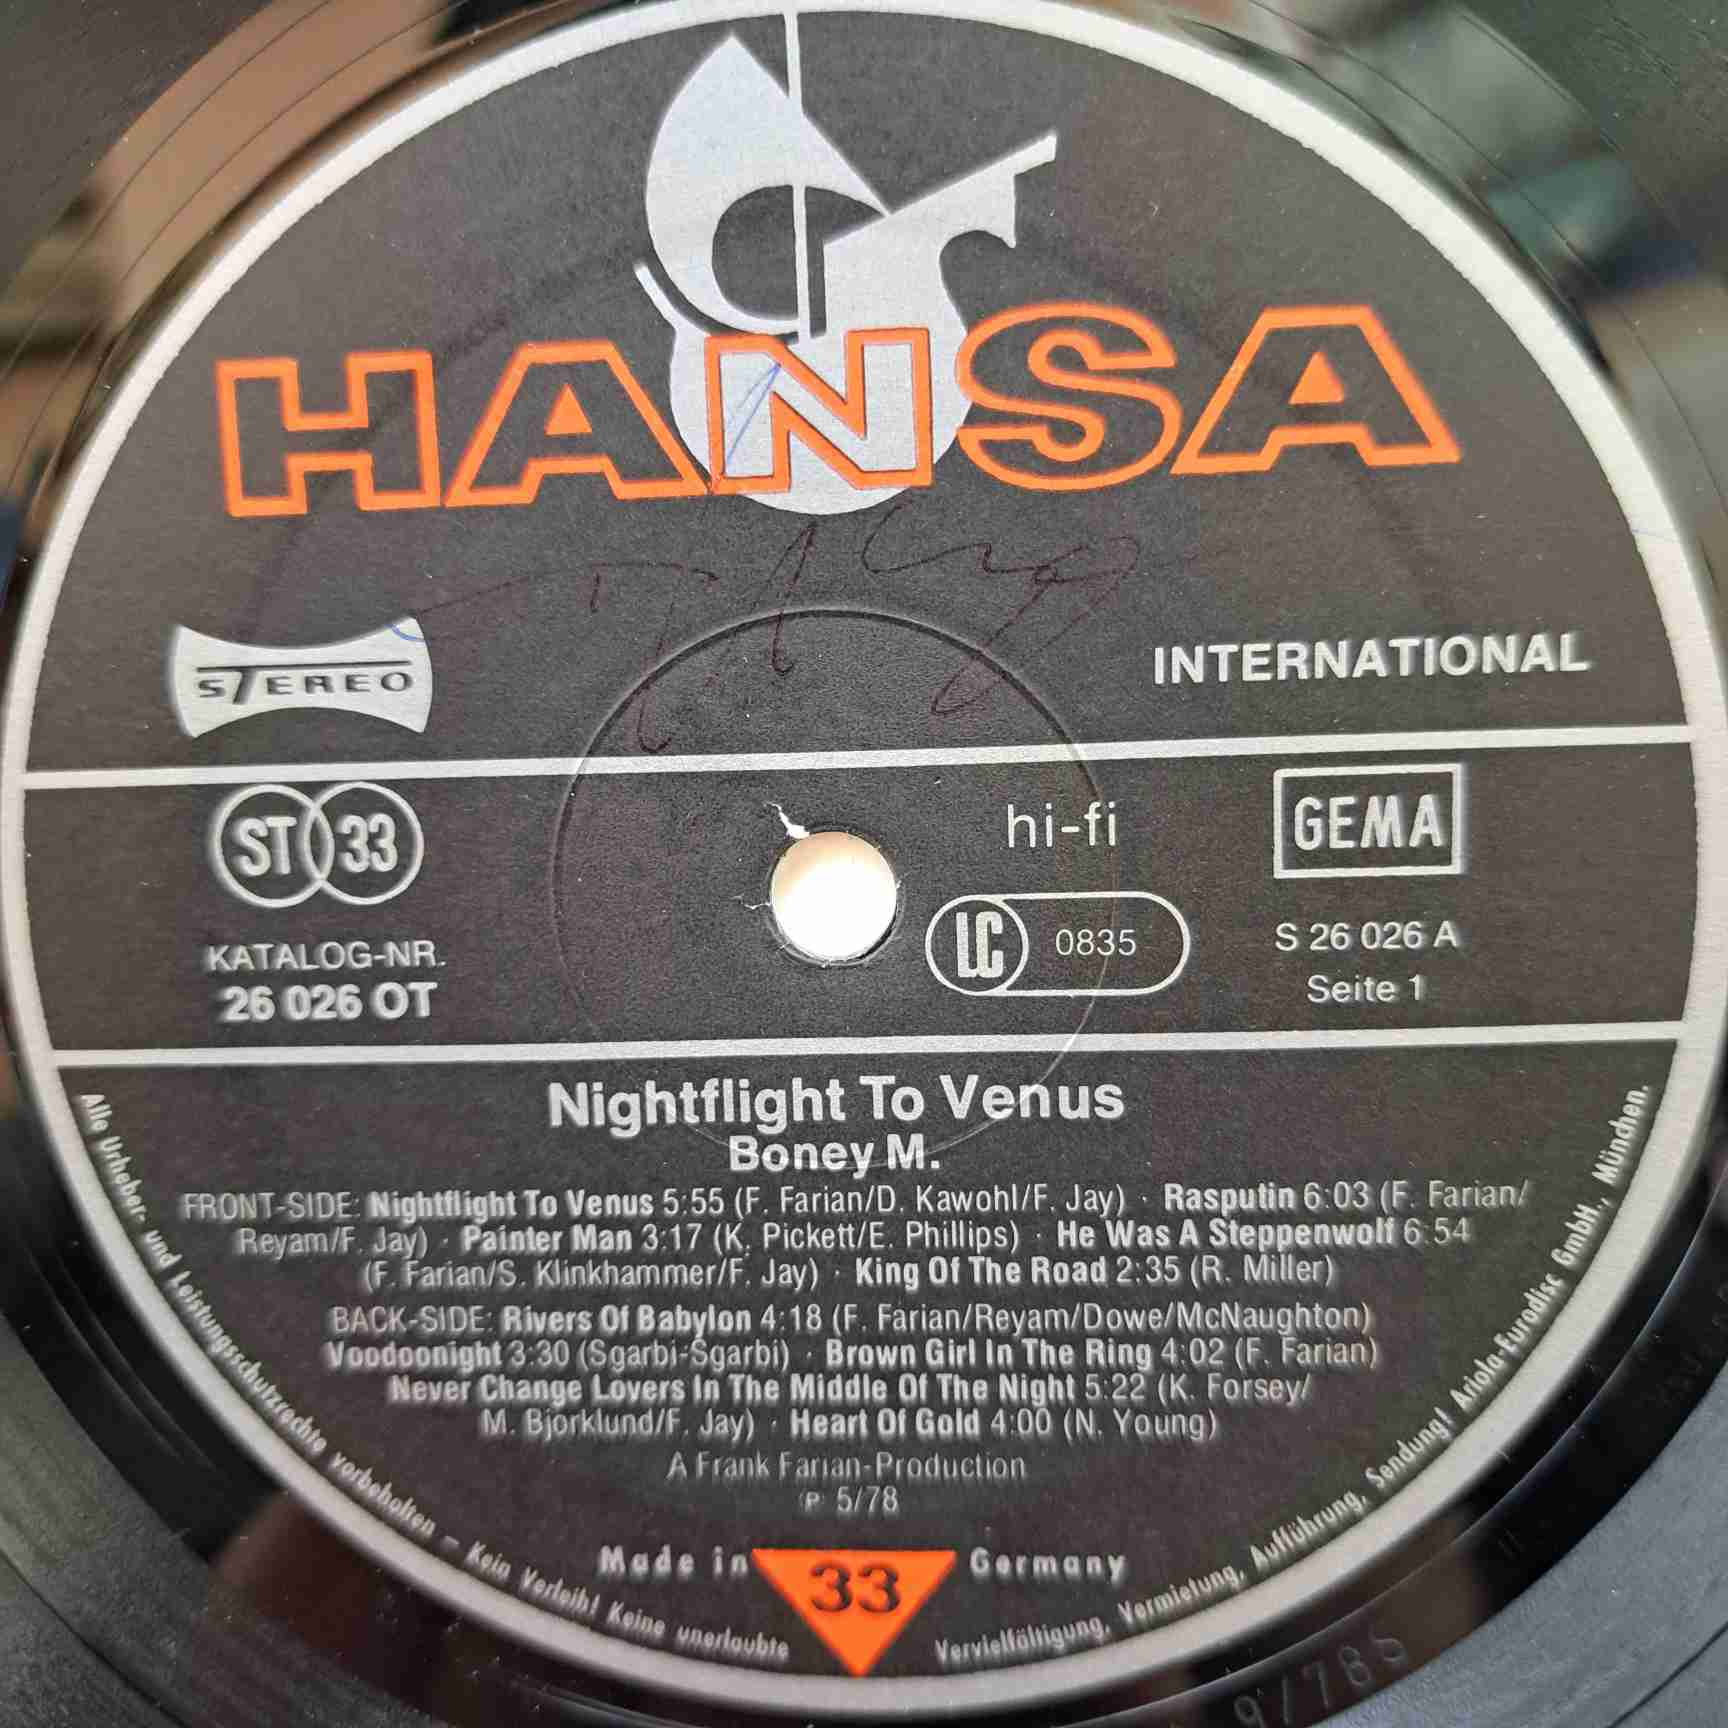 HANSA
STEREO
INTERNATIONAL
ST 33
hi-fi
GEMA
KATALOG-NR.
26 026 OT
LC 0835
S 26 026 A
Seite 1
Nightflight To Venus
Boney M.
FRONT-SIDE: Nightflight To Venus 5:55 (F. Farian/D. Kawohl/F. Jay) · Rasputin 6:03 (F. Farian/
Reyam/F. Jay) · Painter Man 3:17 (K. Pickett/E. Phillips) · He Was A Steppenwolf 6:54
(F. Farian/S. Klinkhammer/F. Jay) · King Of The Road 2:35 (R. Miller)
BACK-SIDE: Rivers Of Babylon 4:18 (F. Farian/Reyam/Dowe/McNaughton)
Voodoonight 3:30 (Sgarbi-Sgarbi) · Brown Girl In The Ring 4:02 (F. Farian)
Never Change Lovers In The Middle Of The Night 5:22 (K. Forsey/
M. Bjorklund/F. Jay) · Heart Of Gold 4:00 (N. Young)
A Frank Farian-Production
℗ 5/78
Made in 33 Germany
Alle Urheber- und Leistungsschutzrechte vorbehalten – Kein Verleih! Keine unerlaubte Vervielfältigung, Vermietung, Aufführung, Sendung! Ariola-Eurodisc GmbH., München.
9/78S